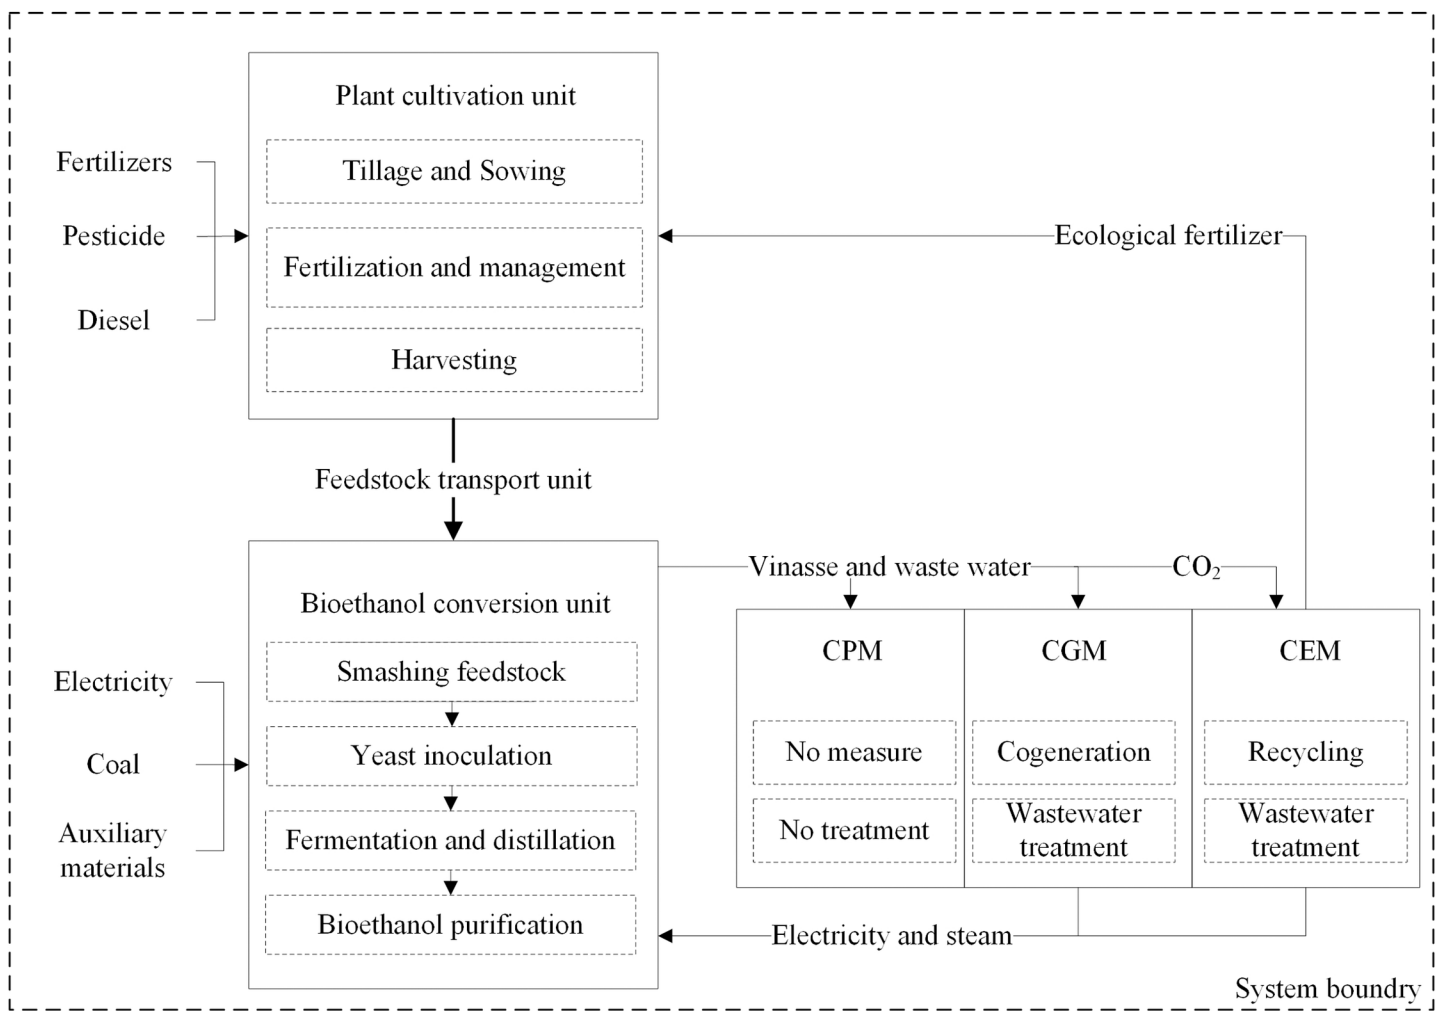 Plant cultivation unit
Fertilizers
Tillage and Sowing
Pesticide
Ecological fertilizer
Fertilization and management
Diesel
Harvesting
Feedstock transport unit
Vinasse and waste water
CO₂
Bioethanol conversion unit
CPM
CGM
CEM
Electricity
Smashing feedstock
Yeast inoculation
No measure
Cogeneration
Recycling
Coal
Auxiliary
materials
Fermentation and distillation
No treatment
Wastewater
treatment
Wastewater
treatment
Bioethanol purification
Electricity and steam
System boundry